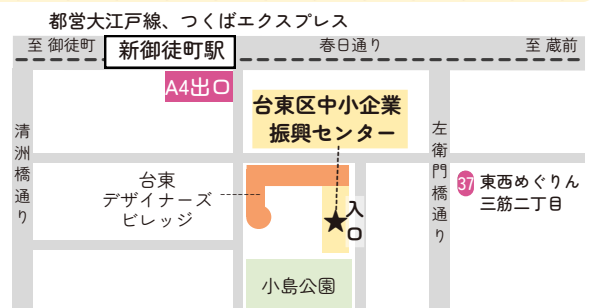 都営大江戸線、つくばエクスプレス
至 御徒町
新御徒町駅
春日通り
至 蔵前
A4出口
台東区中小企業
振興センター
清洲橋通り
左衛門橋通り
台東
デザイナーズ
ビレッジ
37 東西めぐりん
三筋二丁目
入口
小島公園